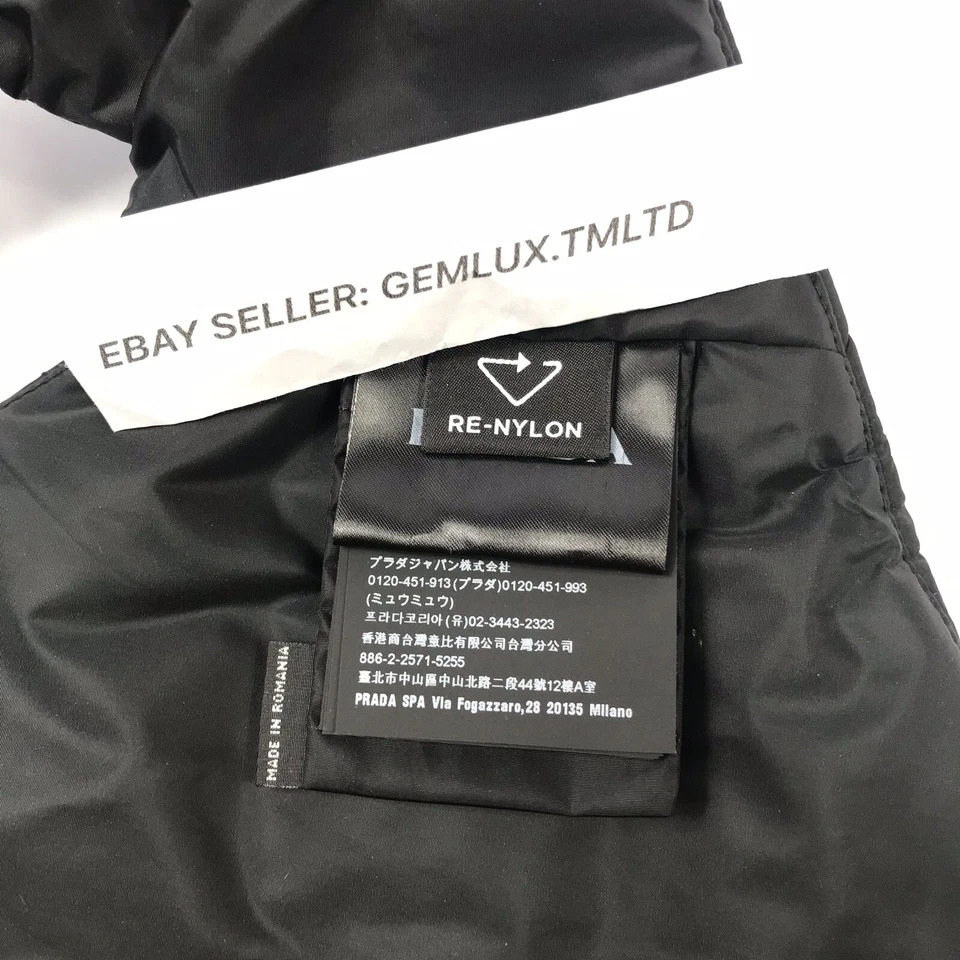 EBAY SELLER: GEMLUX.TMLTD
RE-NYLON
プラダジャパン株式会社
0120-451-913(プラダ)0120-451-993
(ミュウミュウ)
프라다코리아(유)02-3443-2323
香港商台灣童比有限公司台灣分公司
886-2-2571-5255
臺北市中山區中山北路二段44號12樓A室
PRADA SPA Via Fogazzaro,28 20135 Milano
MADE IN ROMANIA